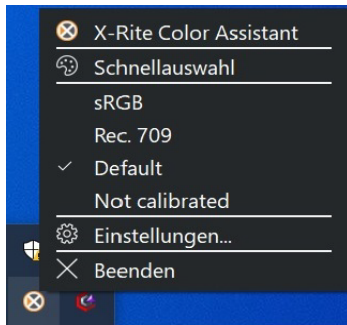 X-Rite Color Assistant
Schnellauswahl
sRGB
Rec. 709
Default
Not calibrated
Einstellungen...
Beenden